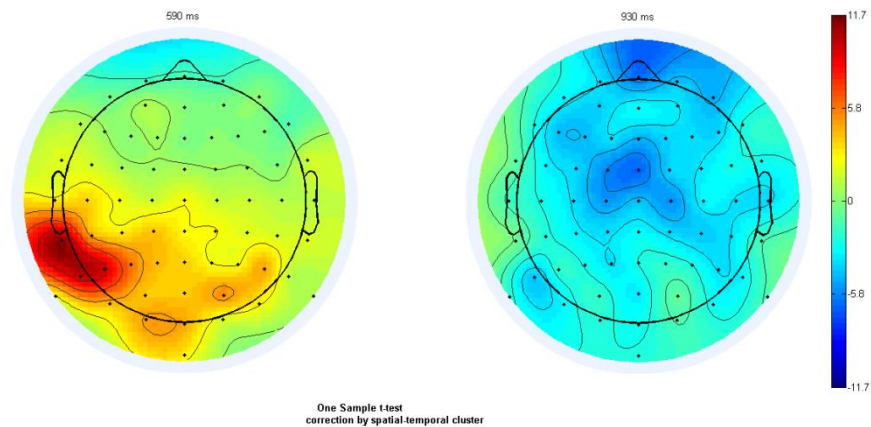 590 ms
930 ms
11.7
5.8
0
-5.8
-11.7
One Sample t-test
correction by spatial-temporal cluster